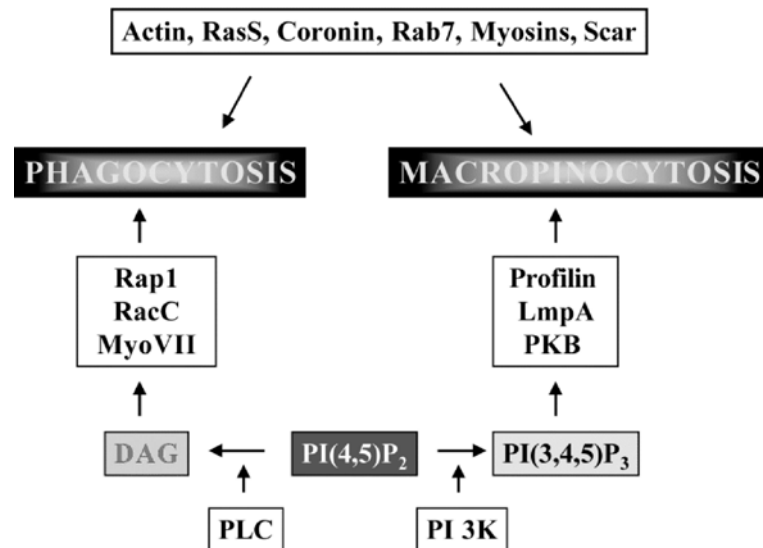 Actin, RasS, Coronin, Rab7, Myosins, Scar
PHAGOCYTOSIS
MACROPINOCYTOSIS
Rap1
RacC
MyoVII
Profilin
LmpA
PKB
DAG
PI(4,5)P₂
PI(3,4,5)P₃
PLC
PI 3K